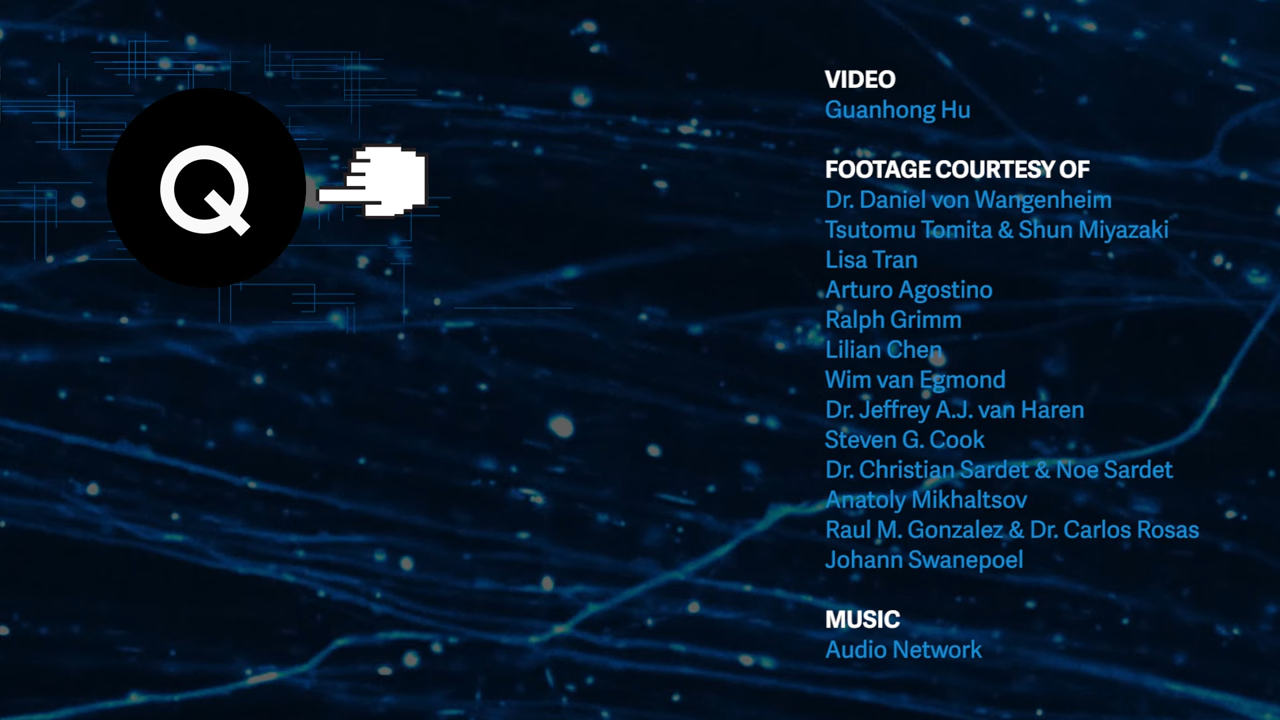 Q
VIDEO
Guanhong Hu
FOOTAGE COURTESY OF
Dr. Daniel von Wangenheim
Tsutomu Tomita & Shun Miyazaki
Lisa Tran
Arturo Agostino
Ralph Grimm
Lilian Chen
Wim van Egmond
Dr. Jeffrey A.J. van Haren
Steven G. Cook
Dr. Christian Sardet & Noe Sardet
Anatoly Mikhaltsov
Raul M. Gonzalez & Dr. Carlos Rosas
Johann Swanepoel
MUSIC
Audio Network